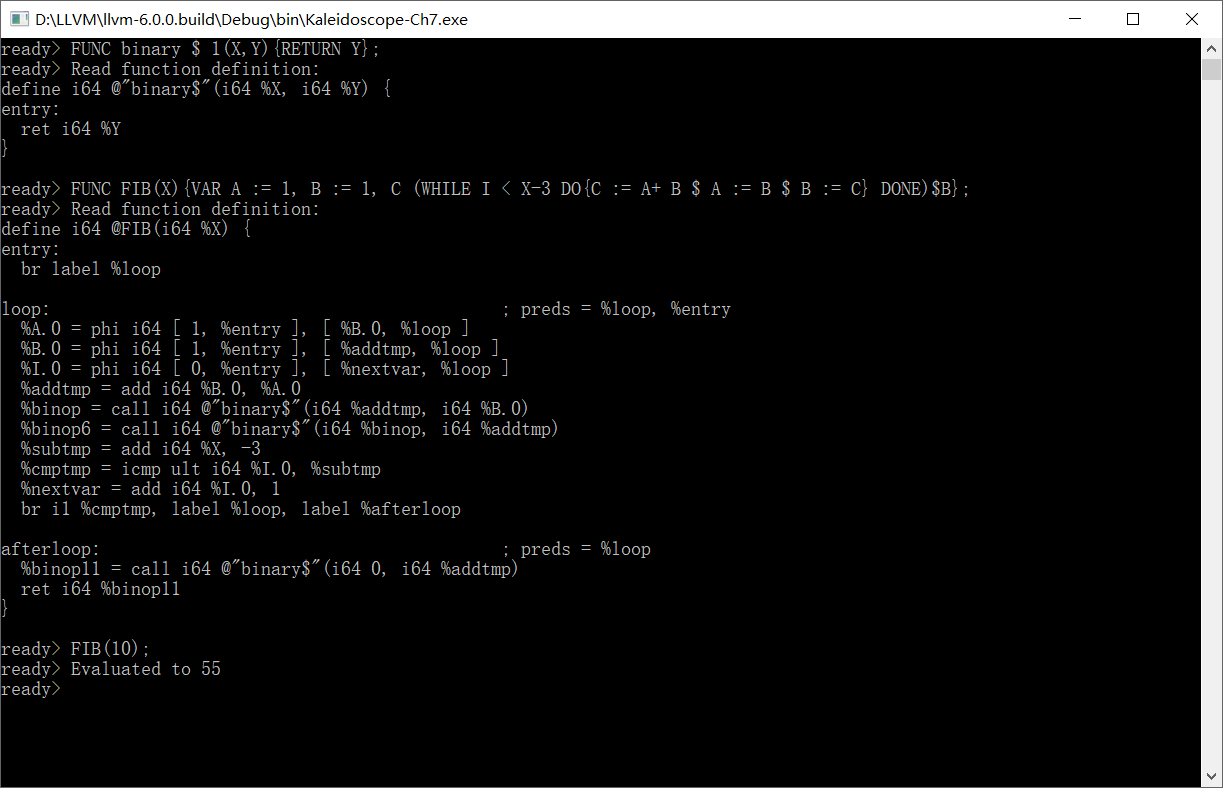 D:\LLVM\llvm-6.0.0.build\Debug\bin\Kaleidoscope-Ch7.exe
ready> FUNC binary $ 1(X,Y){RETURN Y};
ready> Read function definition:
define i64 @"binary$"(i64 %X, i64 %Y) {
entry:
  ret i64 %Y
}

ready> FUNC FIB(X){VAR A := 1, B := 1, C (WHILE I < X-3 DO{C := A+ B $ A := B $ B := C} DONE)$B};
ready> Read function definition:
define i64 @FIB(i64 %X) {
entry:
  br label %loop

loop:                                             ; preds = %loop, %entry
  %A.0 = phi i64 [ 1, %entry ], [ %B.0, %loop ]
  %B.0 = phi i64 [ 1, %entry ], [ %addtmp, %loop ]
  %I.0 = phi i64 [ 0, %entry ], [ %nextvar, %loop ]
  %addtmp = add i64 %B.0, %A.0
  %binop = call i64 @"binary$"(i64 %addtmp, i64 %B.0)
  %binop6 = call i64 @"binary$"(i64 %binop, i64 %addtmp)
  %subtmp = add i64 %X, -3
  %cmptmp = icmp ult i64 %I.0, %subtmp
  %nextvar = add i64 %I.0, 1
  br i1 %cmptmp, label %loop, label %afterloop

afterloop:                                        ; preds = %loop
  %binop11 = call i64 @"binary$"(i64 0, i64 %addtmp)
  ret i64 %binop11
}

ready> FIB(10);
ready> Evaluated to 55
ready>